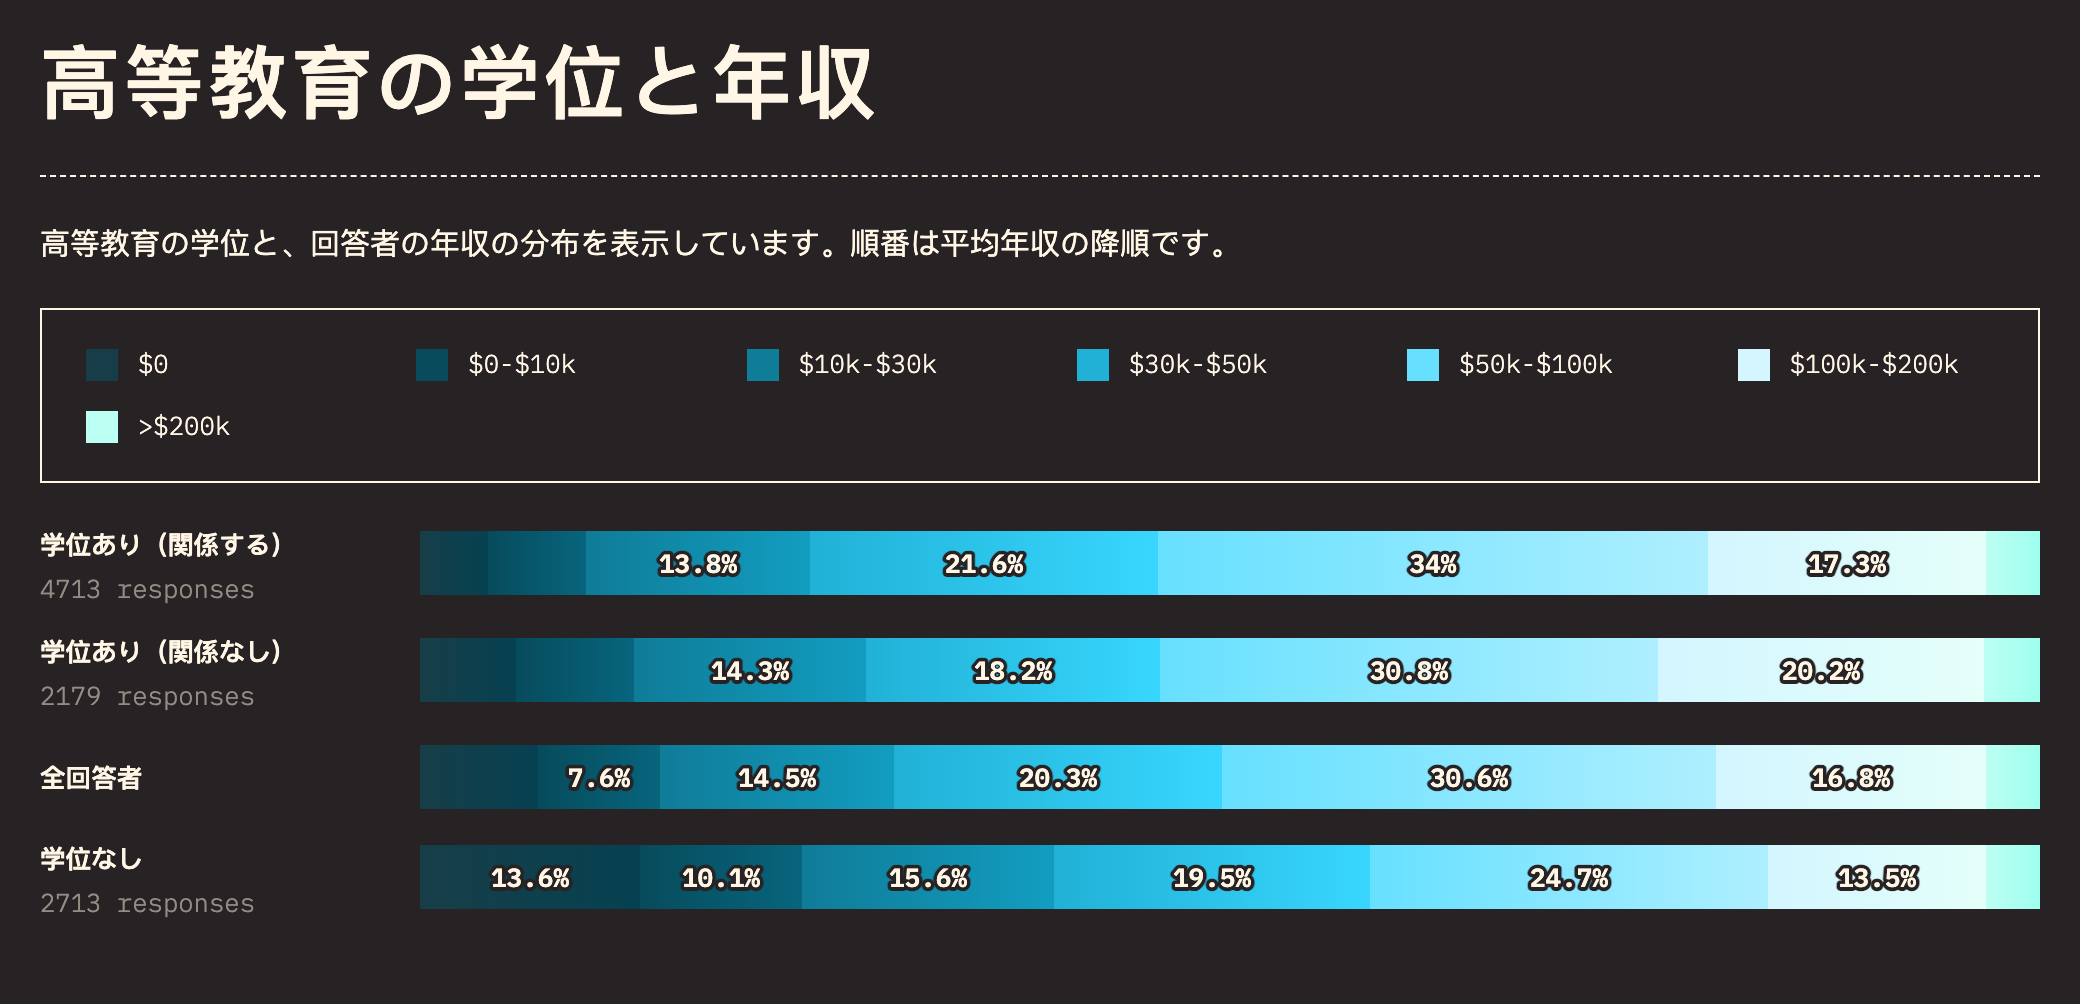 高等教育の学位と年収
高等教育の学位と、回答者の年収の分布を表示しています。順番は平均年収の降順です。
$0 $0-$10k $10k-$30k $30k-$50k $50k-$100k $100k-$200k
>$200k
学位あり（関係する）
4713 responses
13.8% 21.6% 34% 17.3%
学位あり（関係なし）
2179 responses
14.3% 18.2% 30.8% 20.2%
全回答者
7.6% 14.5% 20.3% 30.6% 16.8%
学位なし
2713 responses
13.6% 10.1% 15.6% 19.5% 24.7% 13.5%